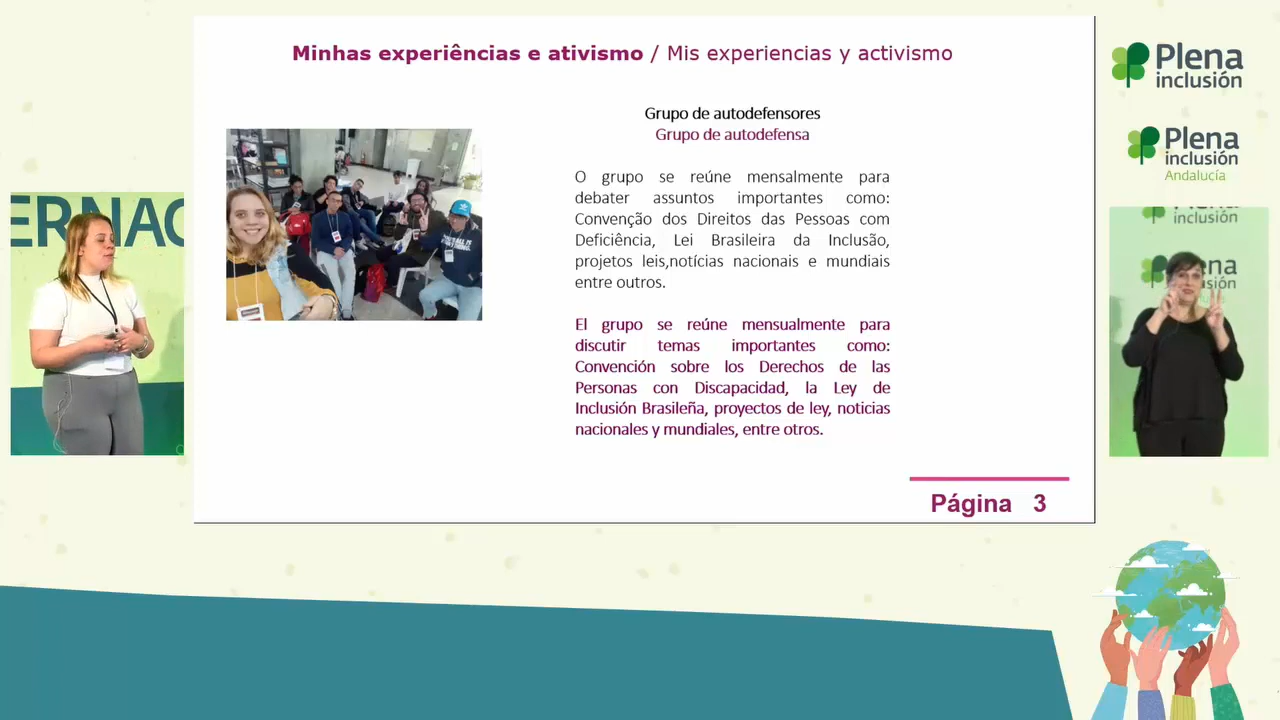 Minhas experiências e ativismo / Mis experiencias y activismo
Grupo de autodefensores
Grupo de autodefensa
O grupo se reúne mensalmente para
debater assuntos importantes como:
Convenção dos Direitos das Pessoas com
Deficiência, Lei Brasileira da Inclusão,
projetos leis,notícias nacionais e mundiais
entre outros.
El grupo se reúne mensualmente para
discutir temas importantes como:
Convención sobre los Derechos de las
Personas con Discapacidad, la Ley de
Inclusión Brasileña, proyectos de ley, noticias
nacionales y mundiales, entre otros.
Página 3
Plena
inclusión
Plena
inclusión
Andalucía
ERNAC
inclusión
Plena